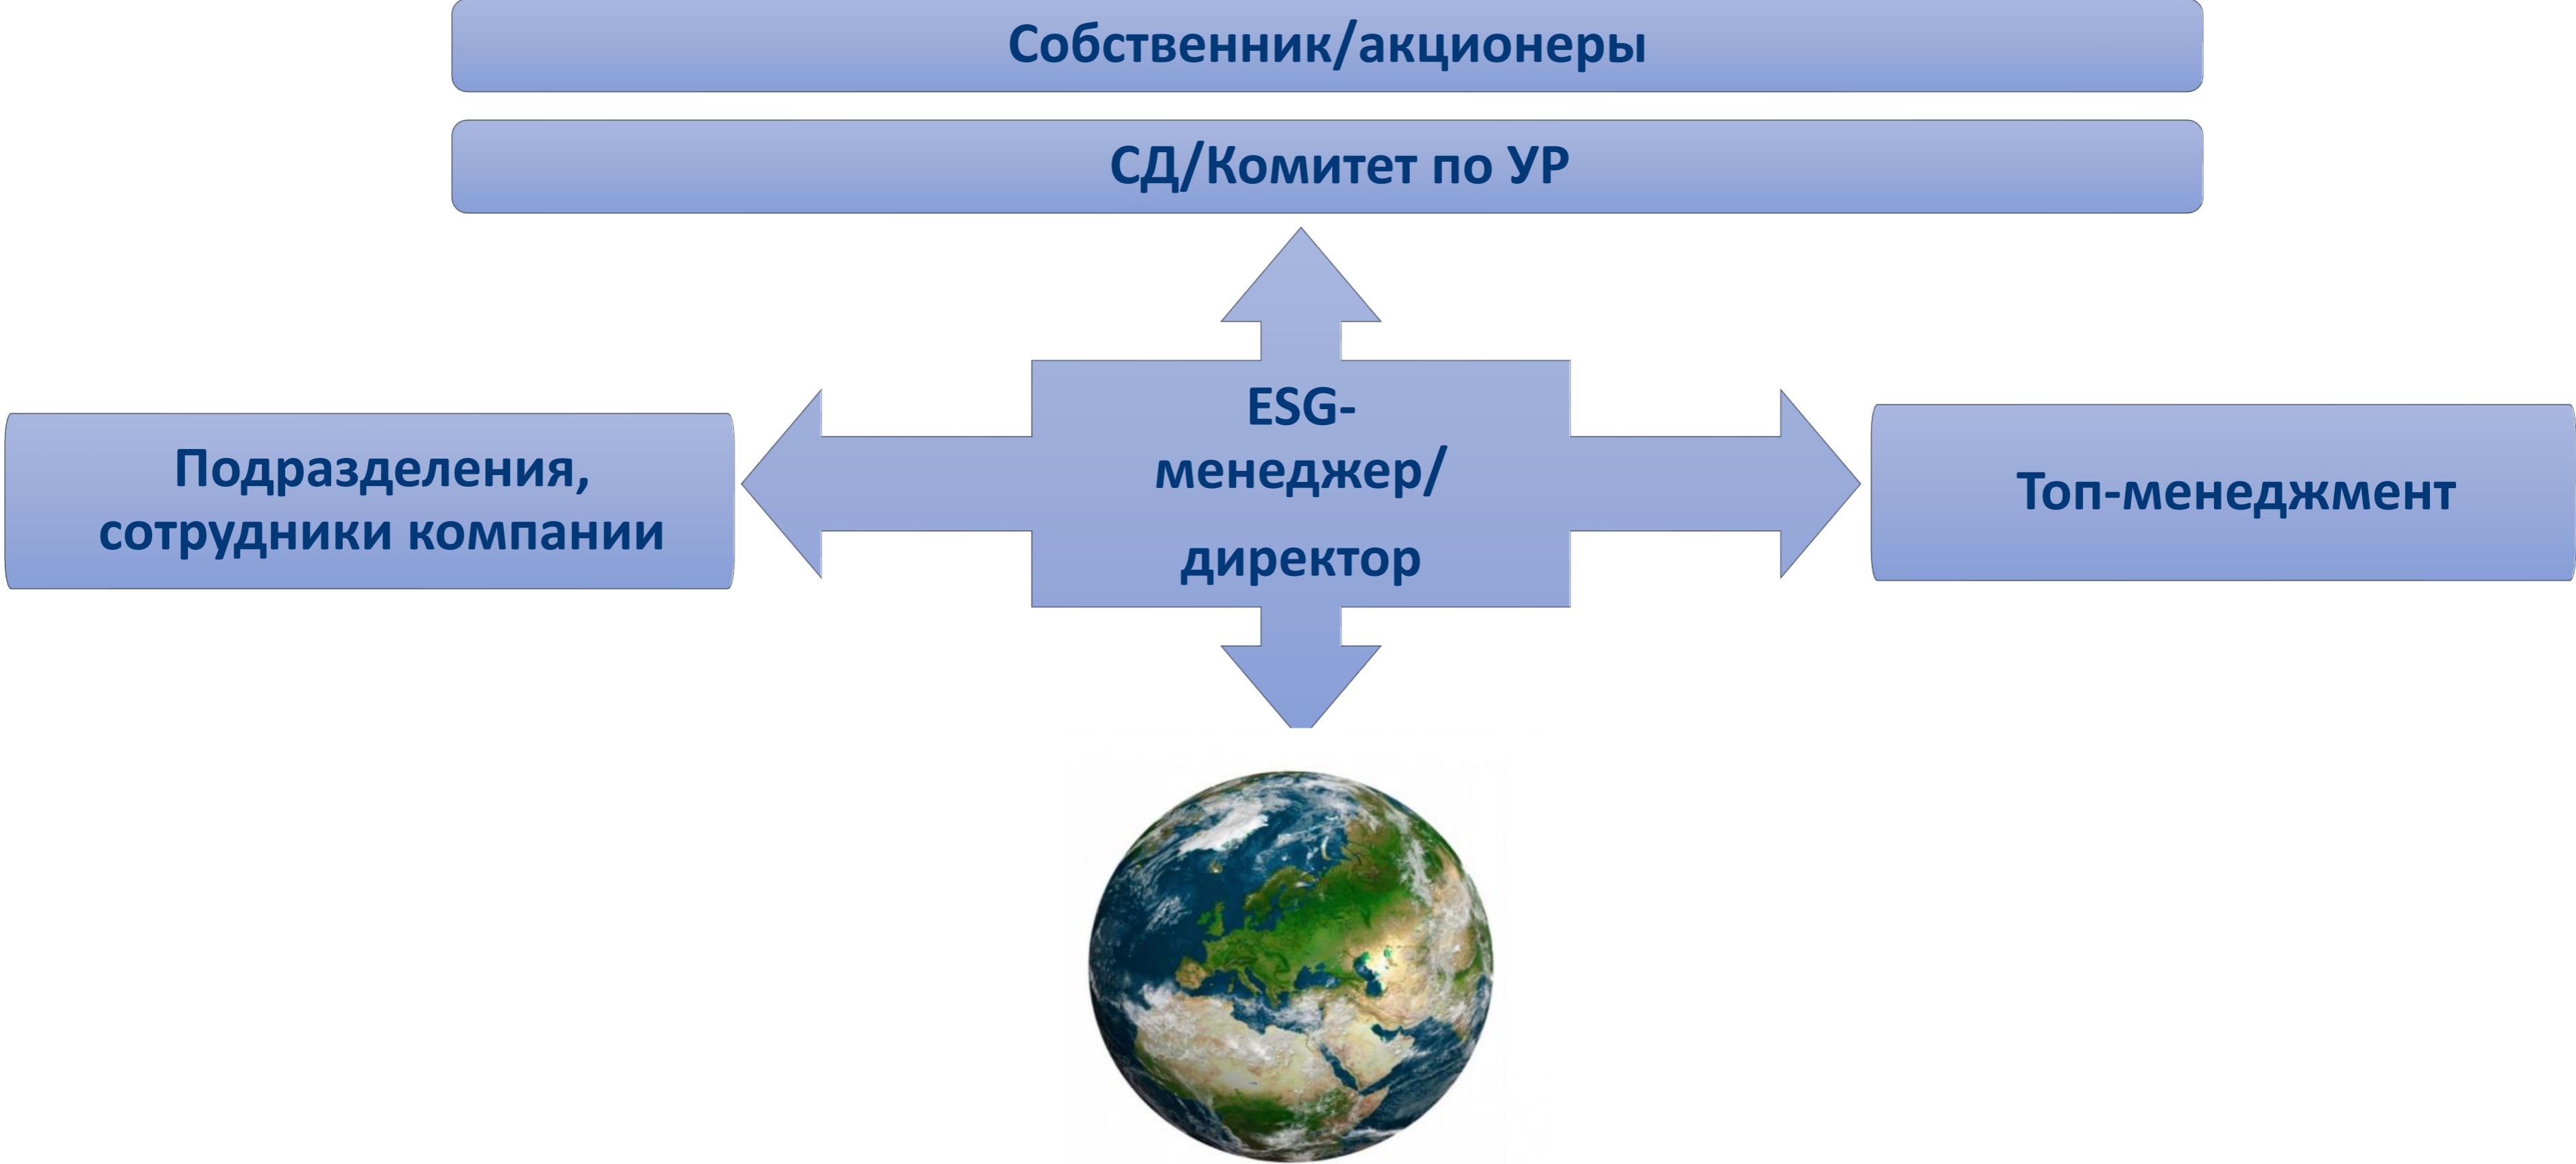 Собственник/акционеры
СД/Комитет по УР
ESG-
менеджер/
директор
Подразделения,
сотрудники компании
Топ-менеджмент